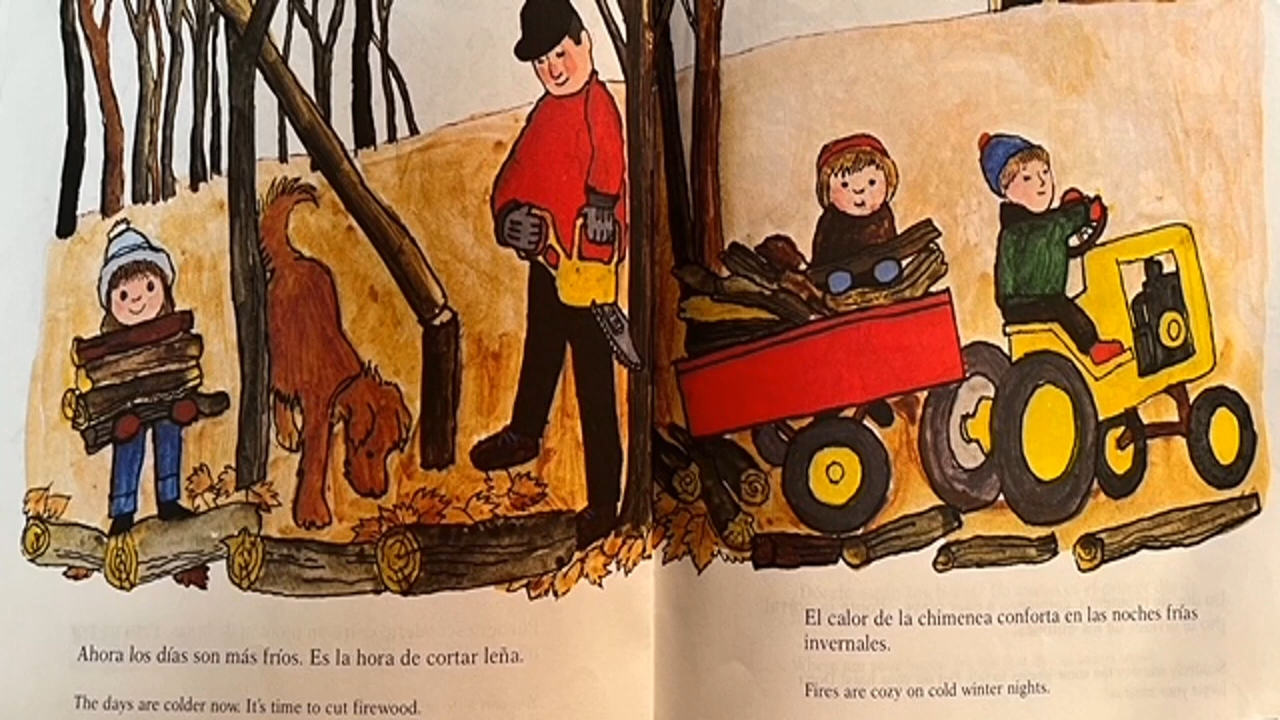 Ahora los días son más fríos. Es la hora de cortar leña.
The days are colder now. It's time to cut firewood.
El calor de la chimenea conforta en las noches frías
invernales.
Fires are cozy on cold winter nights.